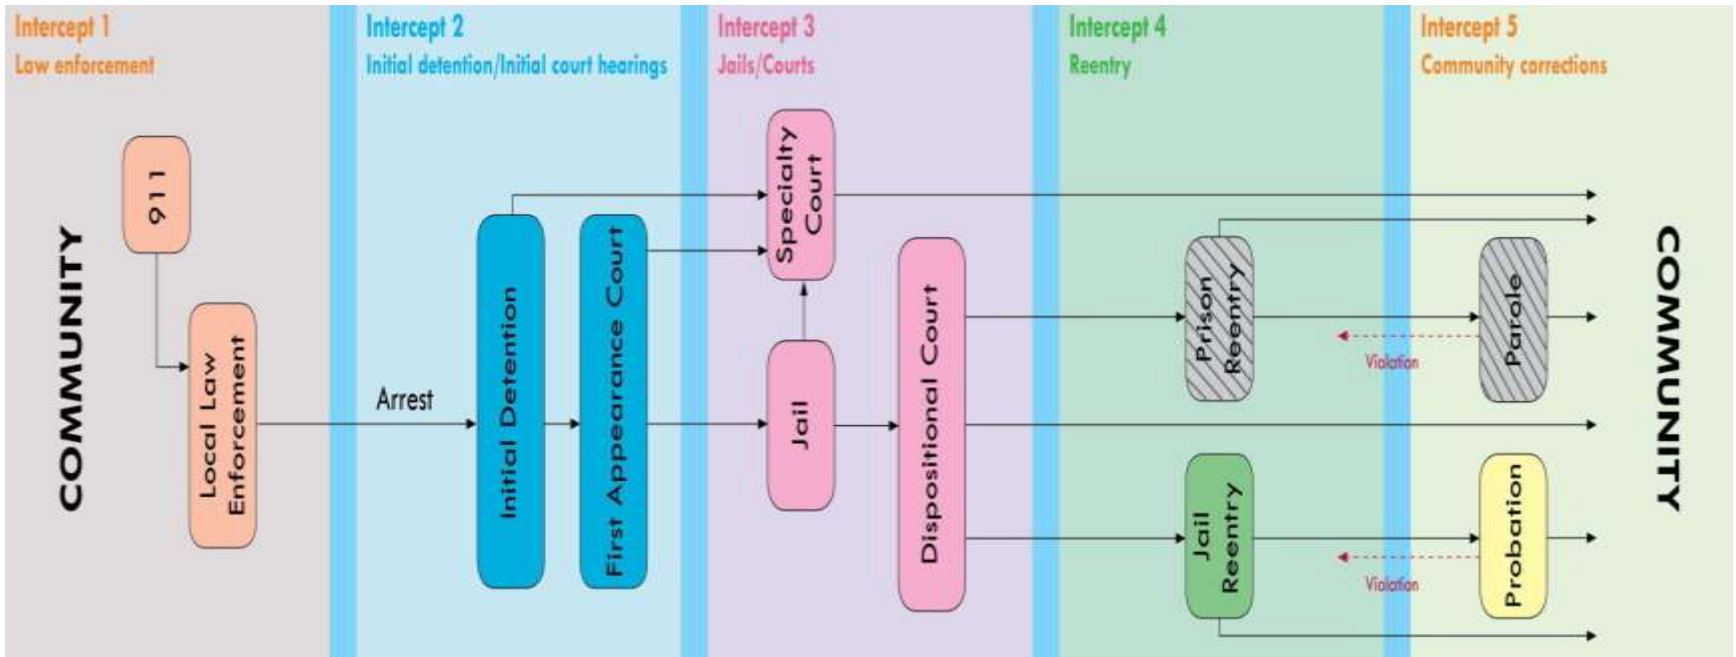 Intercept 1
Law enforcement
Intercept 2
Initial detention/Initial court hearings
Intercept 3
Jails/Courts
Intercept 4
Reentry
Intercept 5
Community corrections
COMMUNITY
911
Local Law
Enforcement
Arrest
Initial Detention
First Appearance Court
Specialty
Court
Jail
Dispositional Court
Prison
Reentry
Violation
Parole
Jail
Reentry
Violation
Probation
COMMUNITY